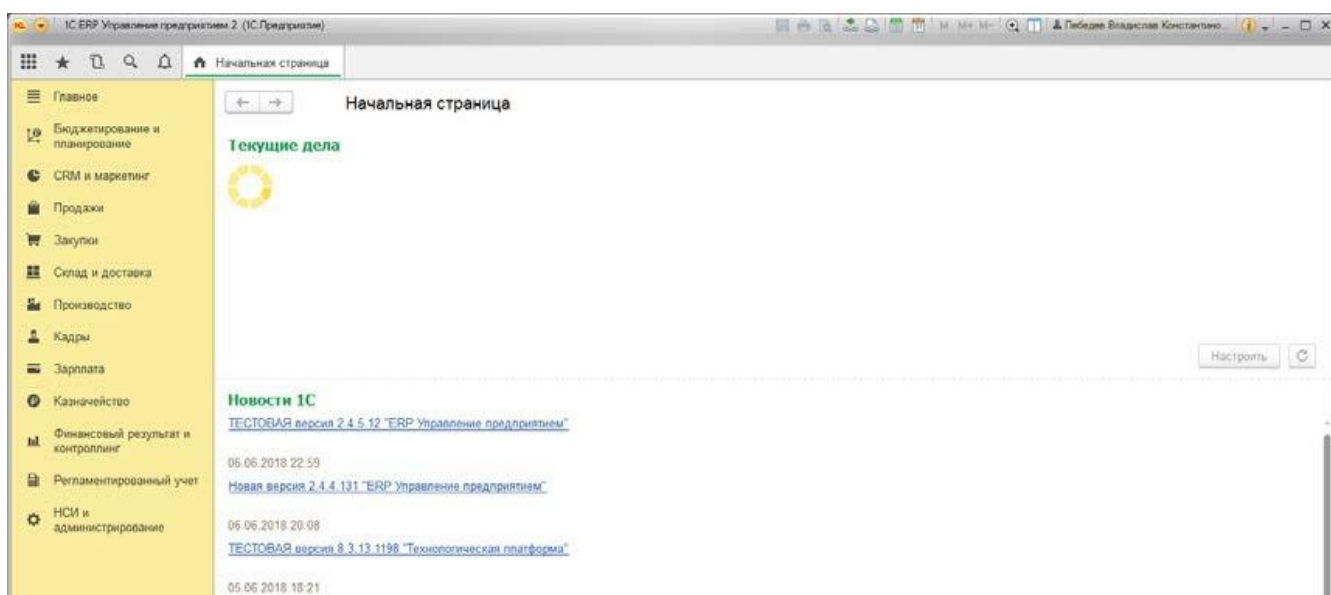 1С:ERP Управление предприятием 2 (1С:Предприятие)
M M+ M- Лебедев Владислав Константино...
Начальная страница
Главное
Бюджетирование и
планирование
CRM и маркетинг
Продажи
Закупки
Склад и доставка
Производство
Кадры
Зарплата
Казначейство
Финансовый результат и
контроллинг
Регламентированный учет
НСИ и
администрирование
Начальная страница
Текущие дела
Настроить
Новости 1С
ТЕСТОВАЯ версия 2.4.5.12 "ERP Управление предприятием"
06.06.2018 22:59
Новая версия 2.4.4.131 "ERP Управление предприятием"
06.06.2018 20:08
ТЕСТОВАЯ версия 8.3.13.1198 "Технологическая платформа"
05.06.2018 18:21